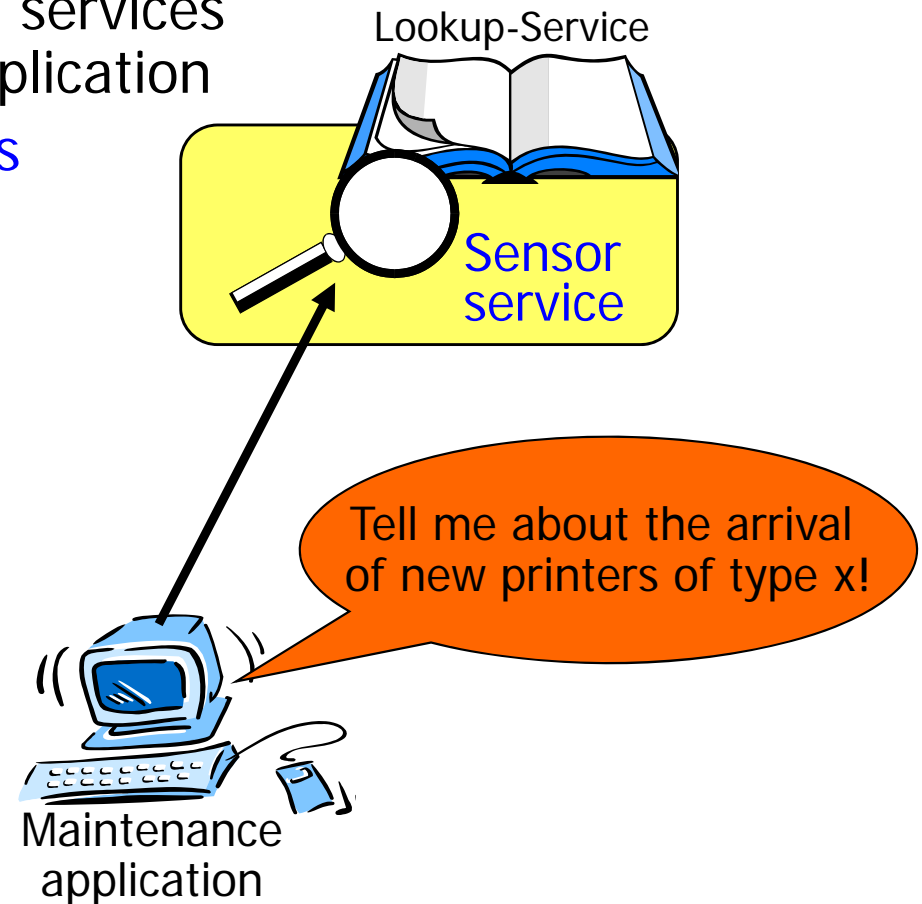 services
plication
s
Lookup-Service
Sensor
service
Tell me about the arrival
of new printers of type x!
Maintenance
application